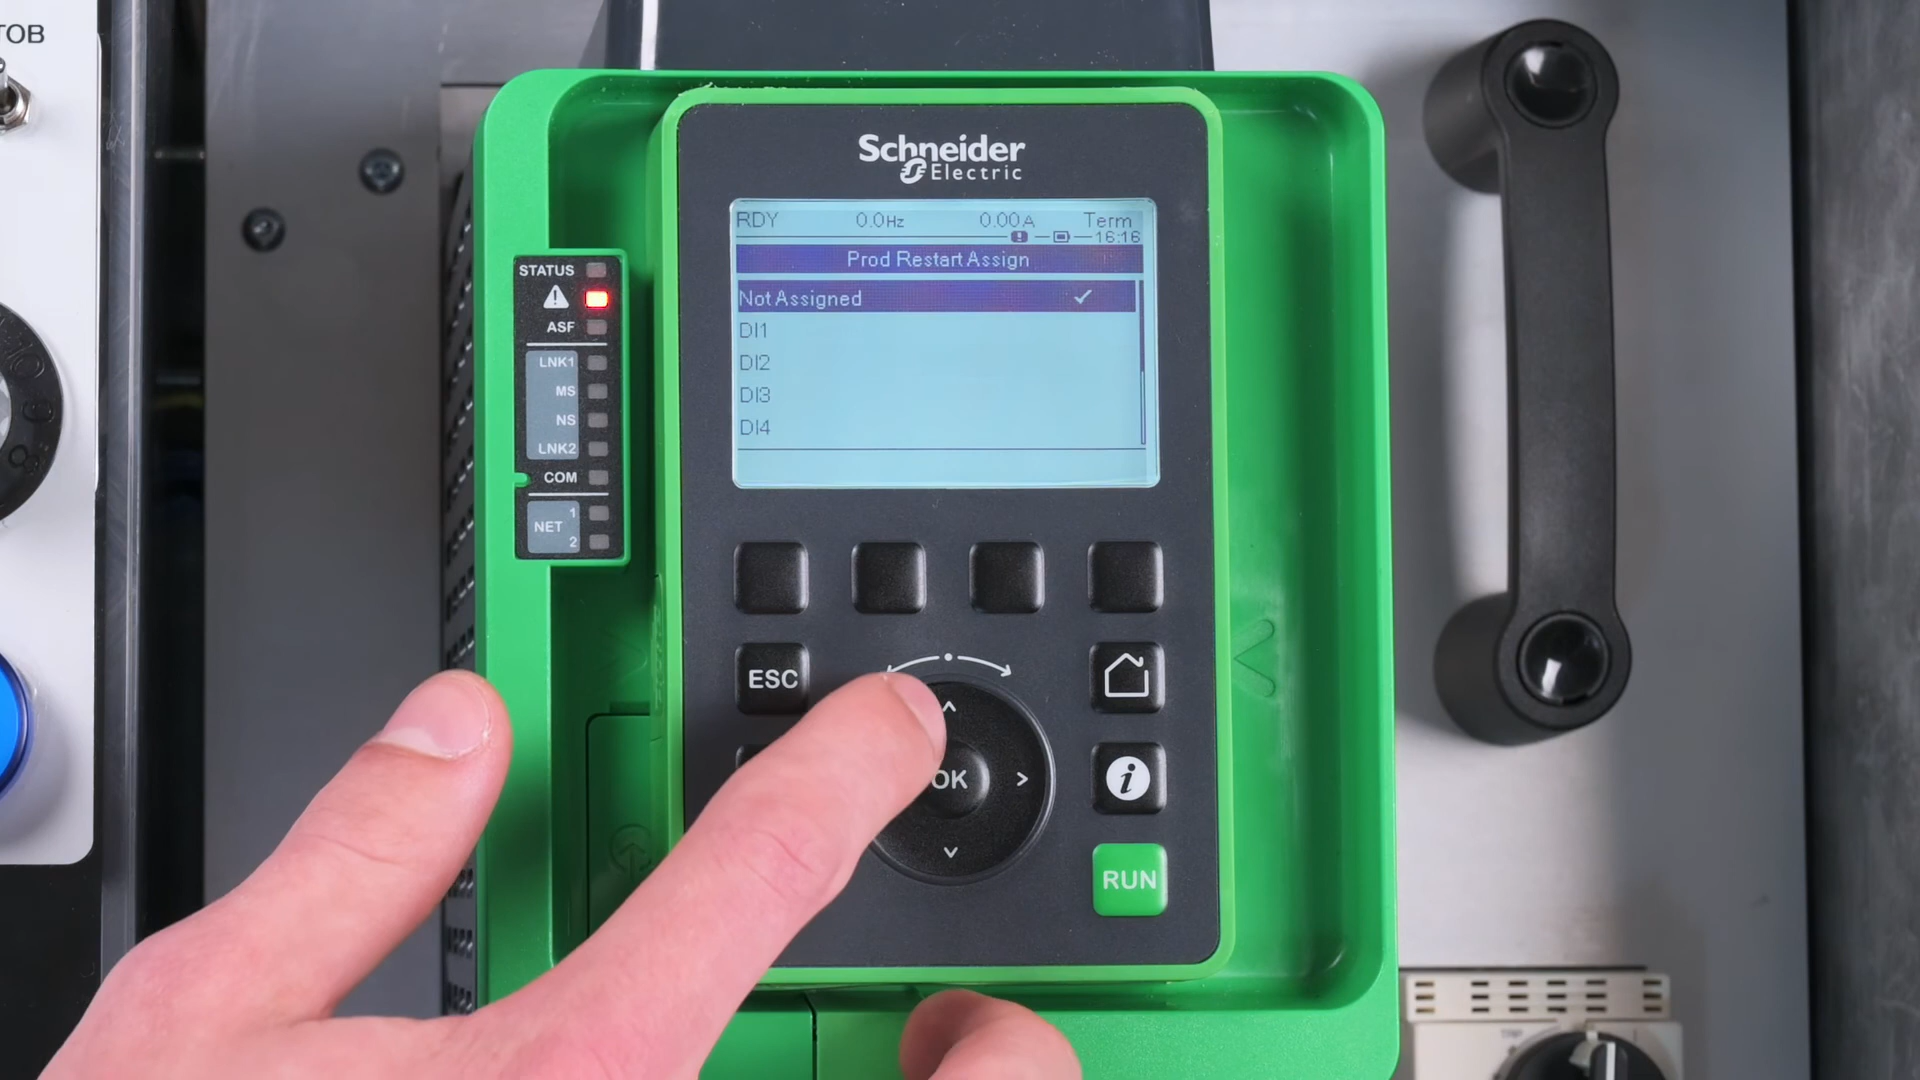 TOB
Schneider
Electric
RDY 0.0Hz 0.00A Term
16:16
Prod Restart Assign
Not Assigned
DI1
DI2
DI3
DI4
STATUS
ASF
LNK1
MS
NS
LNK2
COM
NET 1
2
ESC
OK
RUN